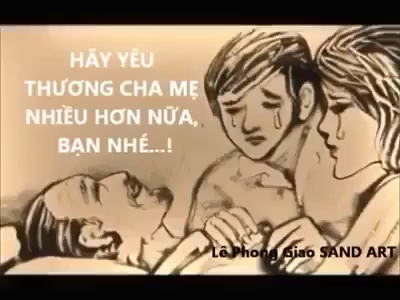 HÃY YÊU
THƯƠNG CHA MẸ
NHIỀU HƠN NỮA,
BẠN NHÉ...!
Lê Phong Giao SAND ART